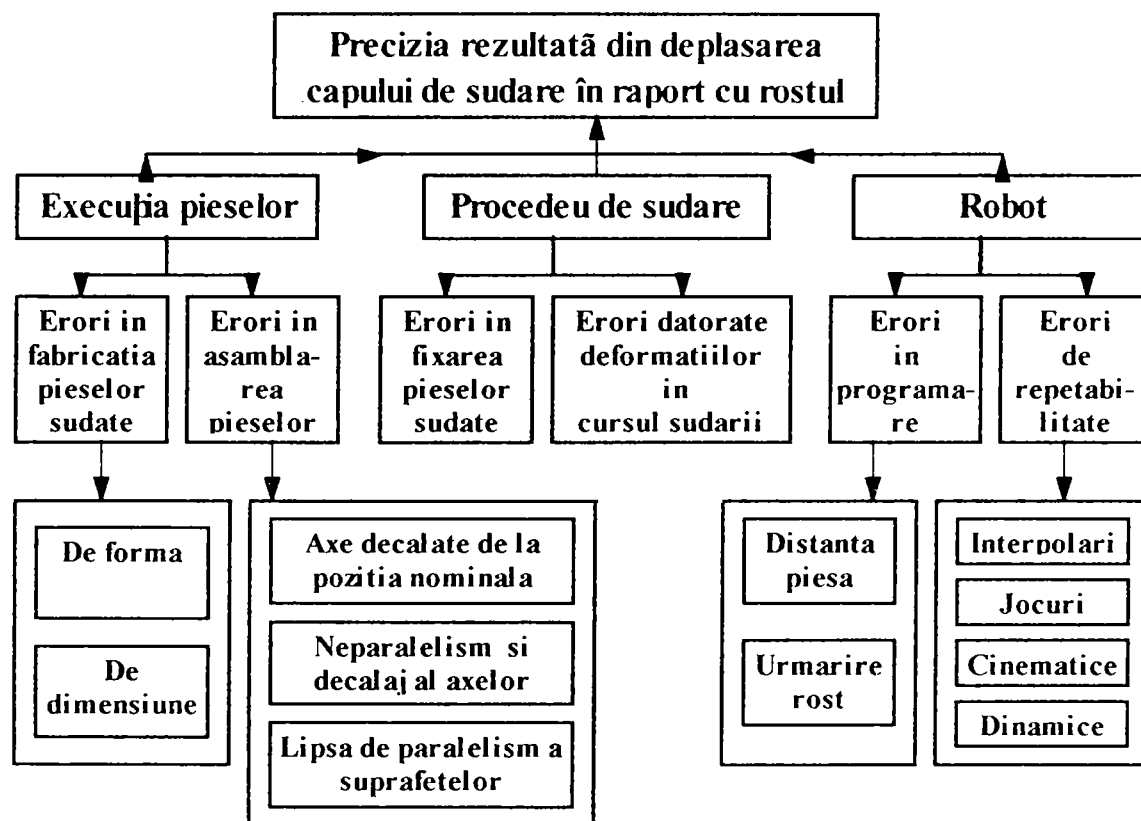 Precizia rezultatã din deplasarea
capului de sudare în raport cu rostul
Execuţia pieselor
Procedeu de sudare
Robot
Erori in
fabricatia
pieselor
sudate
Erori in
asambla-
rea
pieselor
Erori in
fixarea
pieselor
sudate
Erori datorate
deformatiilor
in
cursul sudarii
Erori
in
programa-
re
Erori
de
repetabi-
litate
De forma
De
dimensiune
Axe decalate de la
pozitia nominala
Neparalelism si
decalaj al axelor
Lipsa de paralelism a
suprafetelor
Distanta
piesa
Urmarire
rost
Interpolari
Jocuri
Cinematice
Dinamice